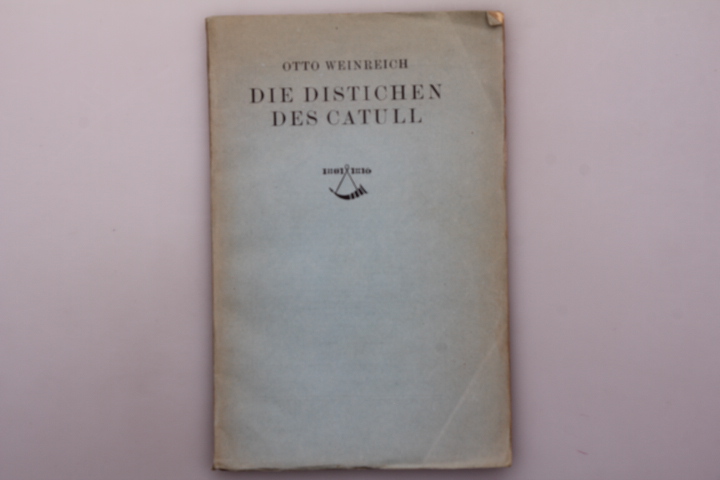 OTTO WEINREICH
DIE DISTICHEN
DES CATULL